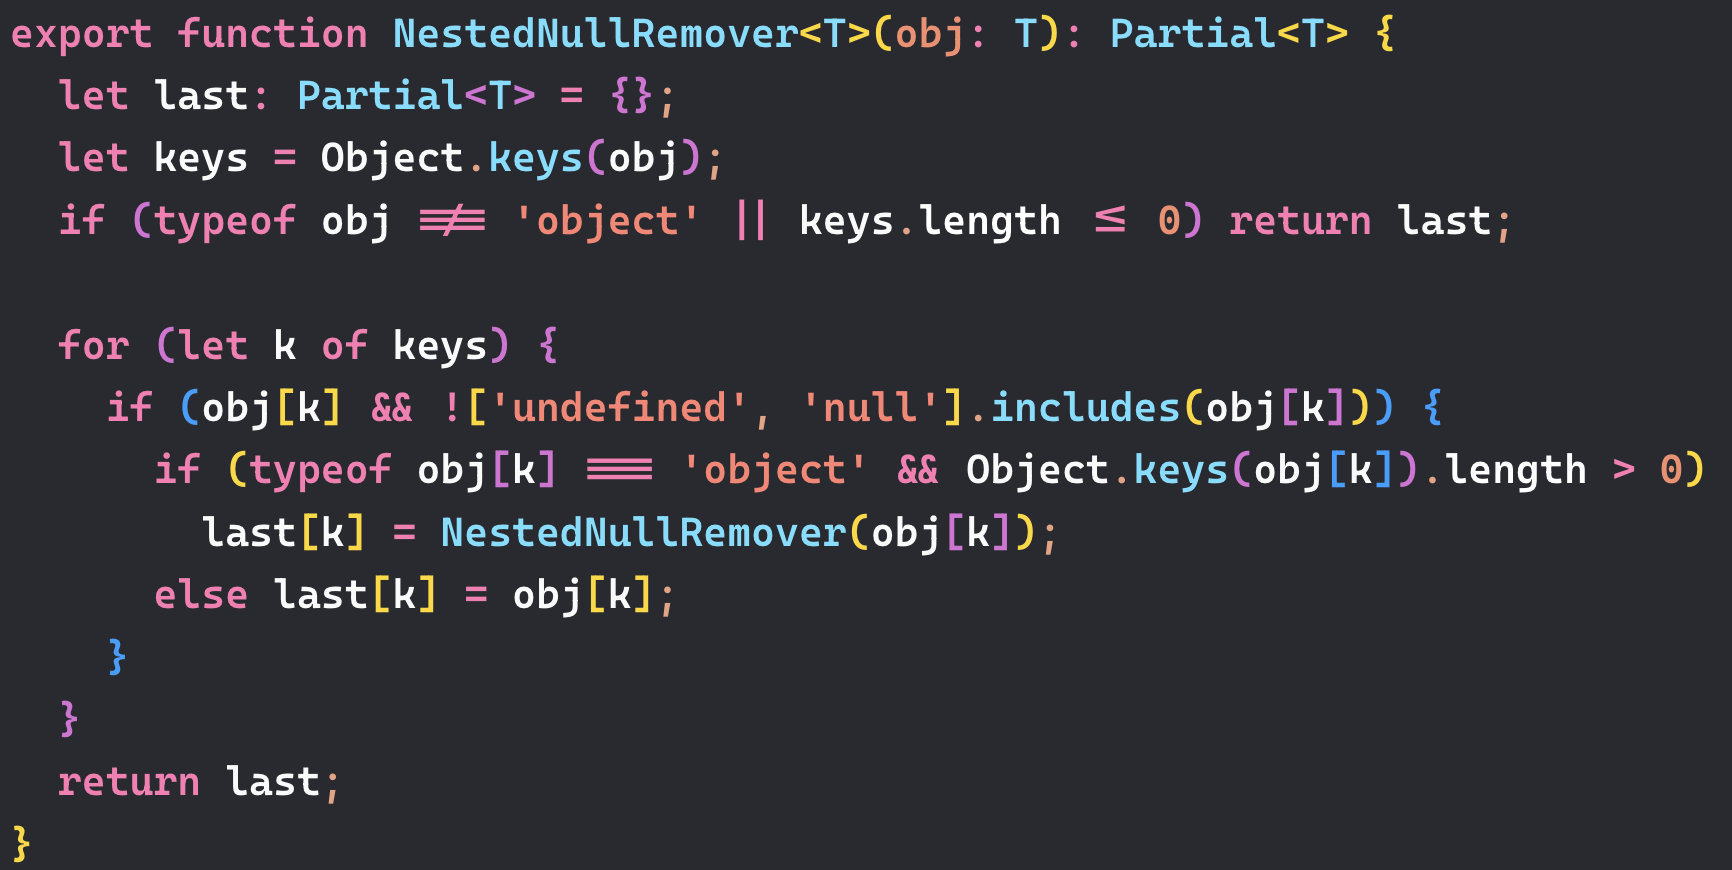 export function NestedNullRemover<T>(obj: T): Partial<T> {
  let last: Partial<T> = {};
  let keys = Object.keys(obj);
  if (typeof obj !== 'object' || keys.length <= 0) return last;

  for (let k of keys) {
    if (obj[k] && !['undefined', 'null'].includes(obj[k])) {
      if (typeof obj[k] === 'object' && Object.keys(obj[k]).length > 0)
        last[k] = NestedNullRemover(obj[k]);
      else last[k] = obj[k];
    }
  }
  return last;
}